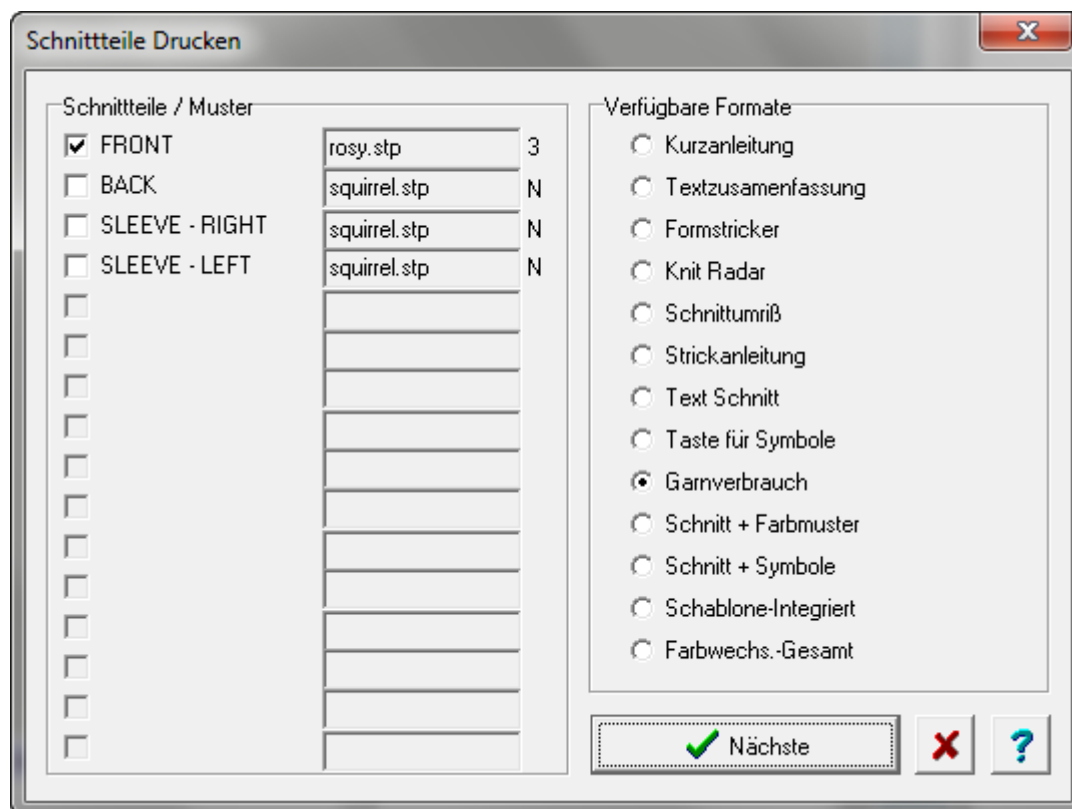 Schnittteile Drucken
Schnittteile / Muster
FRONT rosy.stp 3
BACK squirrel.stp N
SLEEVE - RIGHT squirrel.stp N
SLEEVE - LEFT squirrel.stp N
Verfügbare Formate
Kurzanleitung
Textzusamenfassung
Formstricker
Knit Radar
Schnittumriß
Strickanleitung
Text Schnitt
Taste für Symbole
Garnverbrauch
Schnitt + Farbmuster
Schnitt + Symbole
Schablone-Integriert
Farbwechs.-Gesamt
Nächste
?